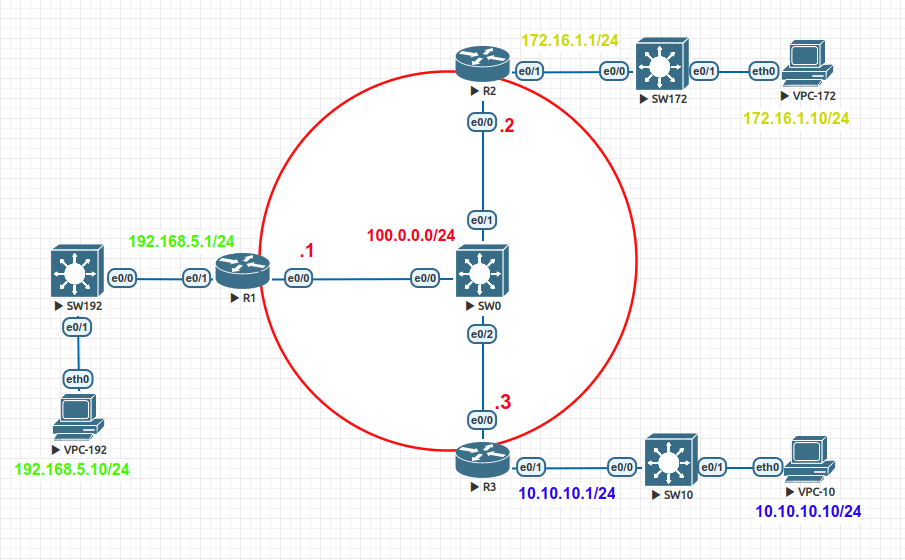 172.16.1.1/24
e0/1
e0/0
e0/1
eth0
R2
SW172
VPC-172
172.16.1.10/24
e0/0
.2
e0/1
192.168.5.1/24
100.0.0.0/24
.1
e0/0
e0/1
e0/0
e0/0
SW192
R1
SW0
e0/1
e0/2
eth0
.3
e0/0
VPC-192
192.168.5.10/24
e0/1
e0/0
e0/1
eth0
R3
10.10.10.1/24
SW10
VPC-10
10.10.10.10/24